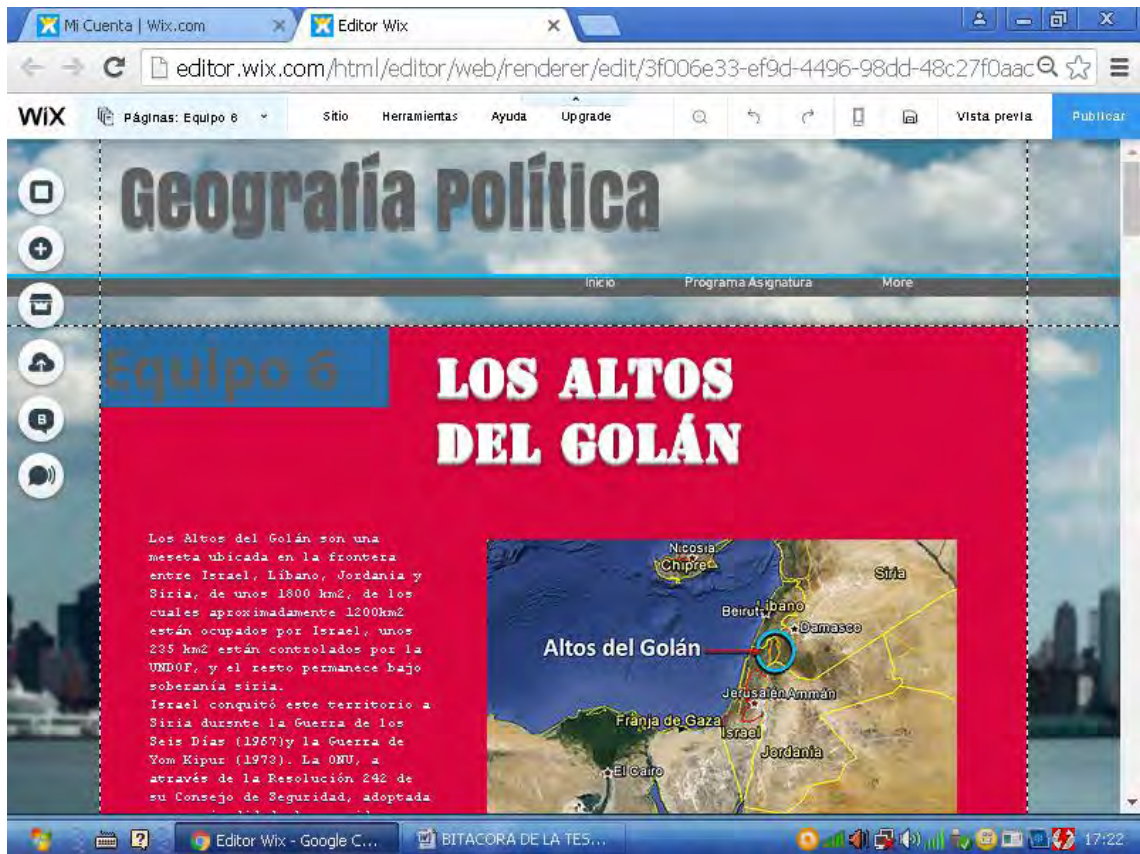 Mi Cuenta | Wix.com
Editor Wix
editor.wix.com/html/editor/web/renderer/edit/3f006e33-ef9d-4496-98dd-48c27f0aac
WiX
Páginas: Equipo 6
Sitio
Herramientas
Ayuda
Upgrade
Vista previa
Publicar
Geografía Política
Inicio
Programa Asignatura
More
Equipo 6
LOS ALTOS
DEL GOLÁN
Los Altos del Golán son una
meseta ubicada en la frontera
entre Israel, Líbano, Jordania y
Siria, de unos 1800 km2, de los
cuales aproximadamente 1200km2
están ocupados por Israel, unos
235 km2 están controlados por la
UNDOF, y el resto permanece bajo
soberanía siria.
Israel conquitó este territorio a
Siria dursnte la Guerra de los
Seis Días (1967)y la Guerra de
Yom Kipur (1973). La ONU, a
através de la Resolución 242 de
su Consejo de Seguridad, adoptada
Nicosia
Chipre
Siria
Beirut
Líbano
Damasco
Altos del Golán
Jerusalén
Ammán
Franja de Gaza
Israel
Jordania
El Cairo
B
Editor Wix - Google C...
BITACORA DE LA TES...
17:22